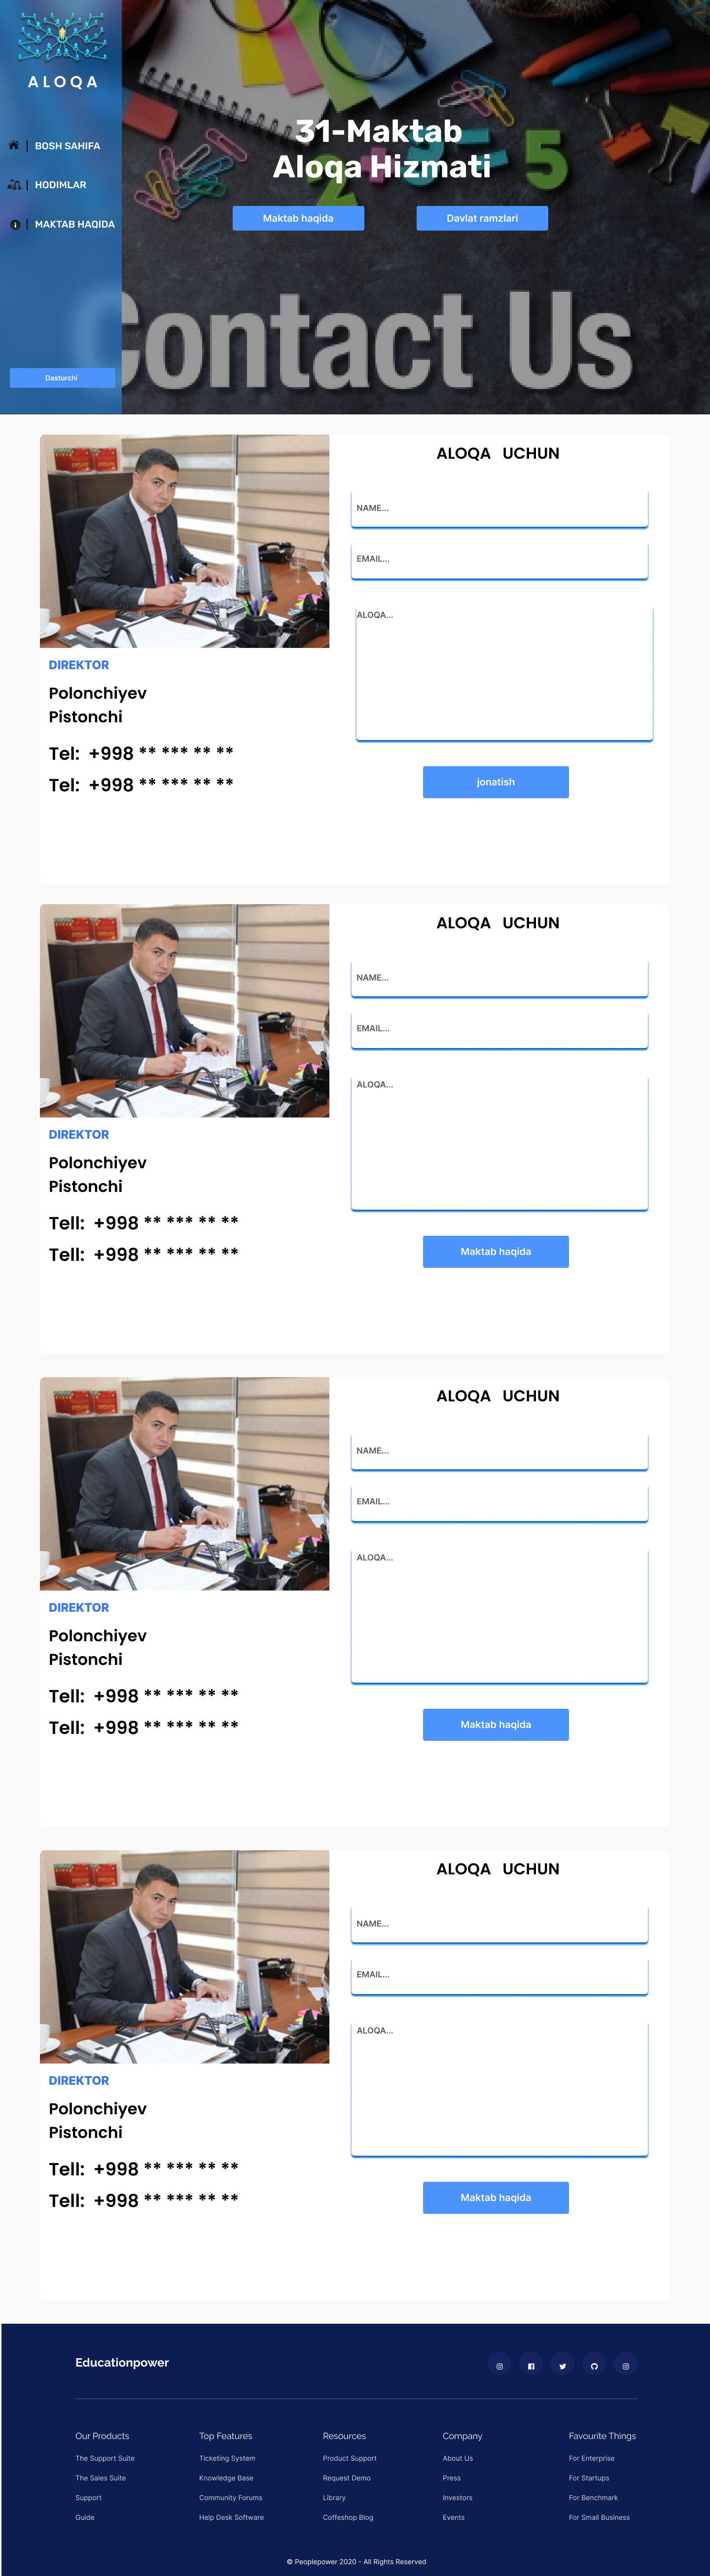 ALOQA
BOSH SAHIFA
HODIMLAR
MAKTAB HAQIDA
Dasturchi
31-Maktab
Aloqa Hizmati
Maktab haqida
Davlat ramzlari
Contact Us
ALOQA UCHUN
NAME...
EMAIL...
ALOQA...
jonatish
DIREKTOR
Polonchiyev
Pistonchi
Tel: +998 ** *** ** **
Tel: +998 ** *** ** **
ALOQA UCHUN
NAME...
EMAIL...
ALOQA...
Maktab haqida
DIREKTOR
Polonchiyev
Pistonchi
Tell: +998 ** *** ** **
Tell: +998 ** *** ** **
ALOQA UCHUN
NAME...
EMAIL...
ALOQA...
Maktab haqida
DIREKTOR
Polonchiyev
Pistonchi
Tell: +998 ** *** ** **
Tell: +998 ** *** ** **
ALOQA UCHUN
NAME...
EMAIL...
ALOQA...
Maktab haqida
DIREKTOR
Polonchiyev
Pistonchi
Tell: +998 ** *** ** **
Tell: +998 ** *** ** **
Educationpower
Our Products
The Support Suite
The Sales Suite
Support
Guide
Top Features
Ticketing System
Knowledge Base
Community Forums
Help Desk Software
Resources
Product Support
Request Demo
Library
Coffeshop Blog
Company
About Us
Press
Investors
Events
Favourite Things
For Enterprise
For Startups
For Benchmark
For Small Business
© Peoplepower 2020 - All Rights Reserved